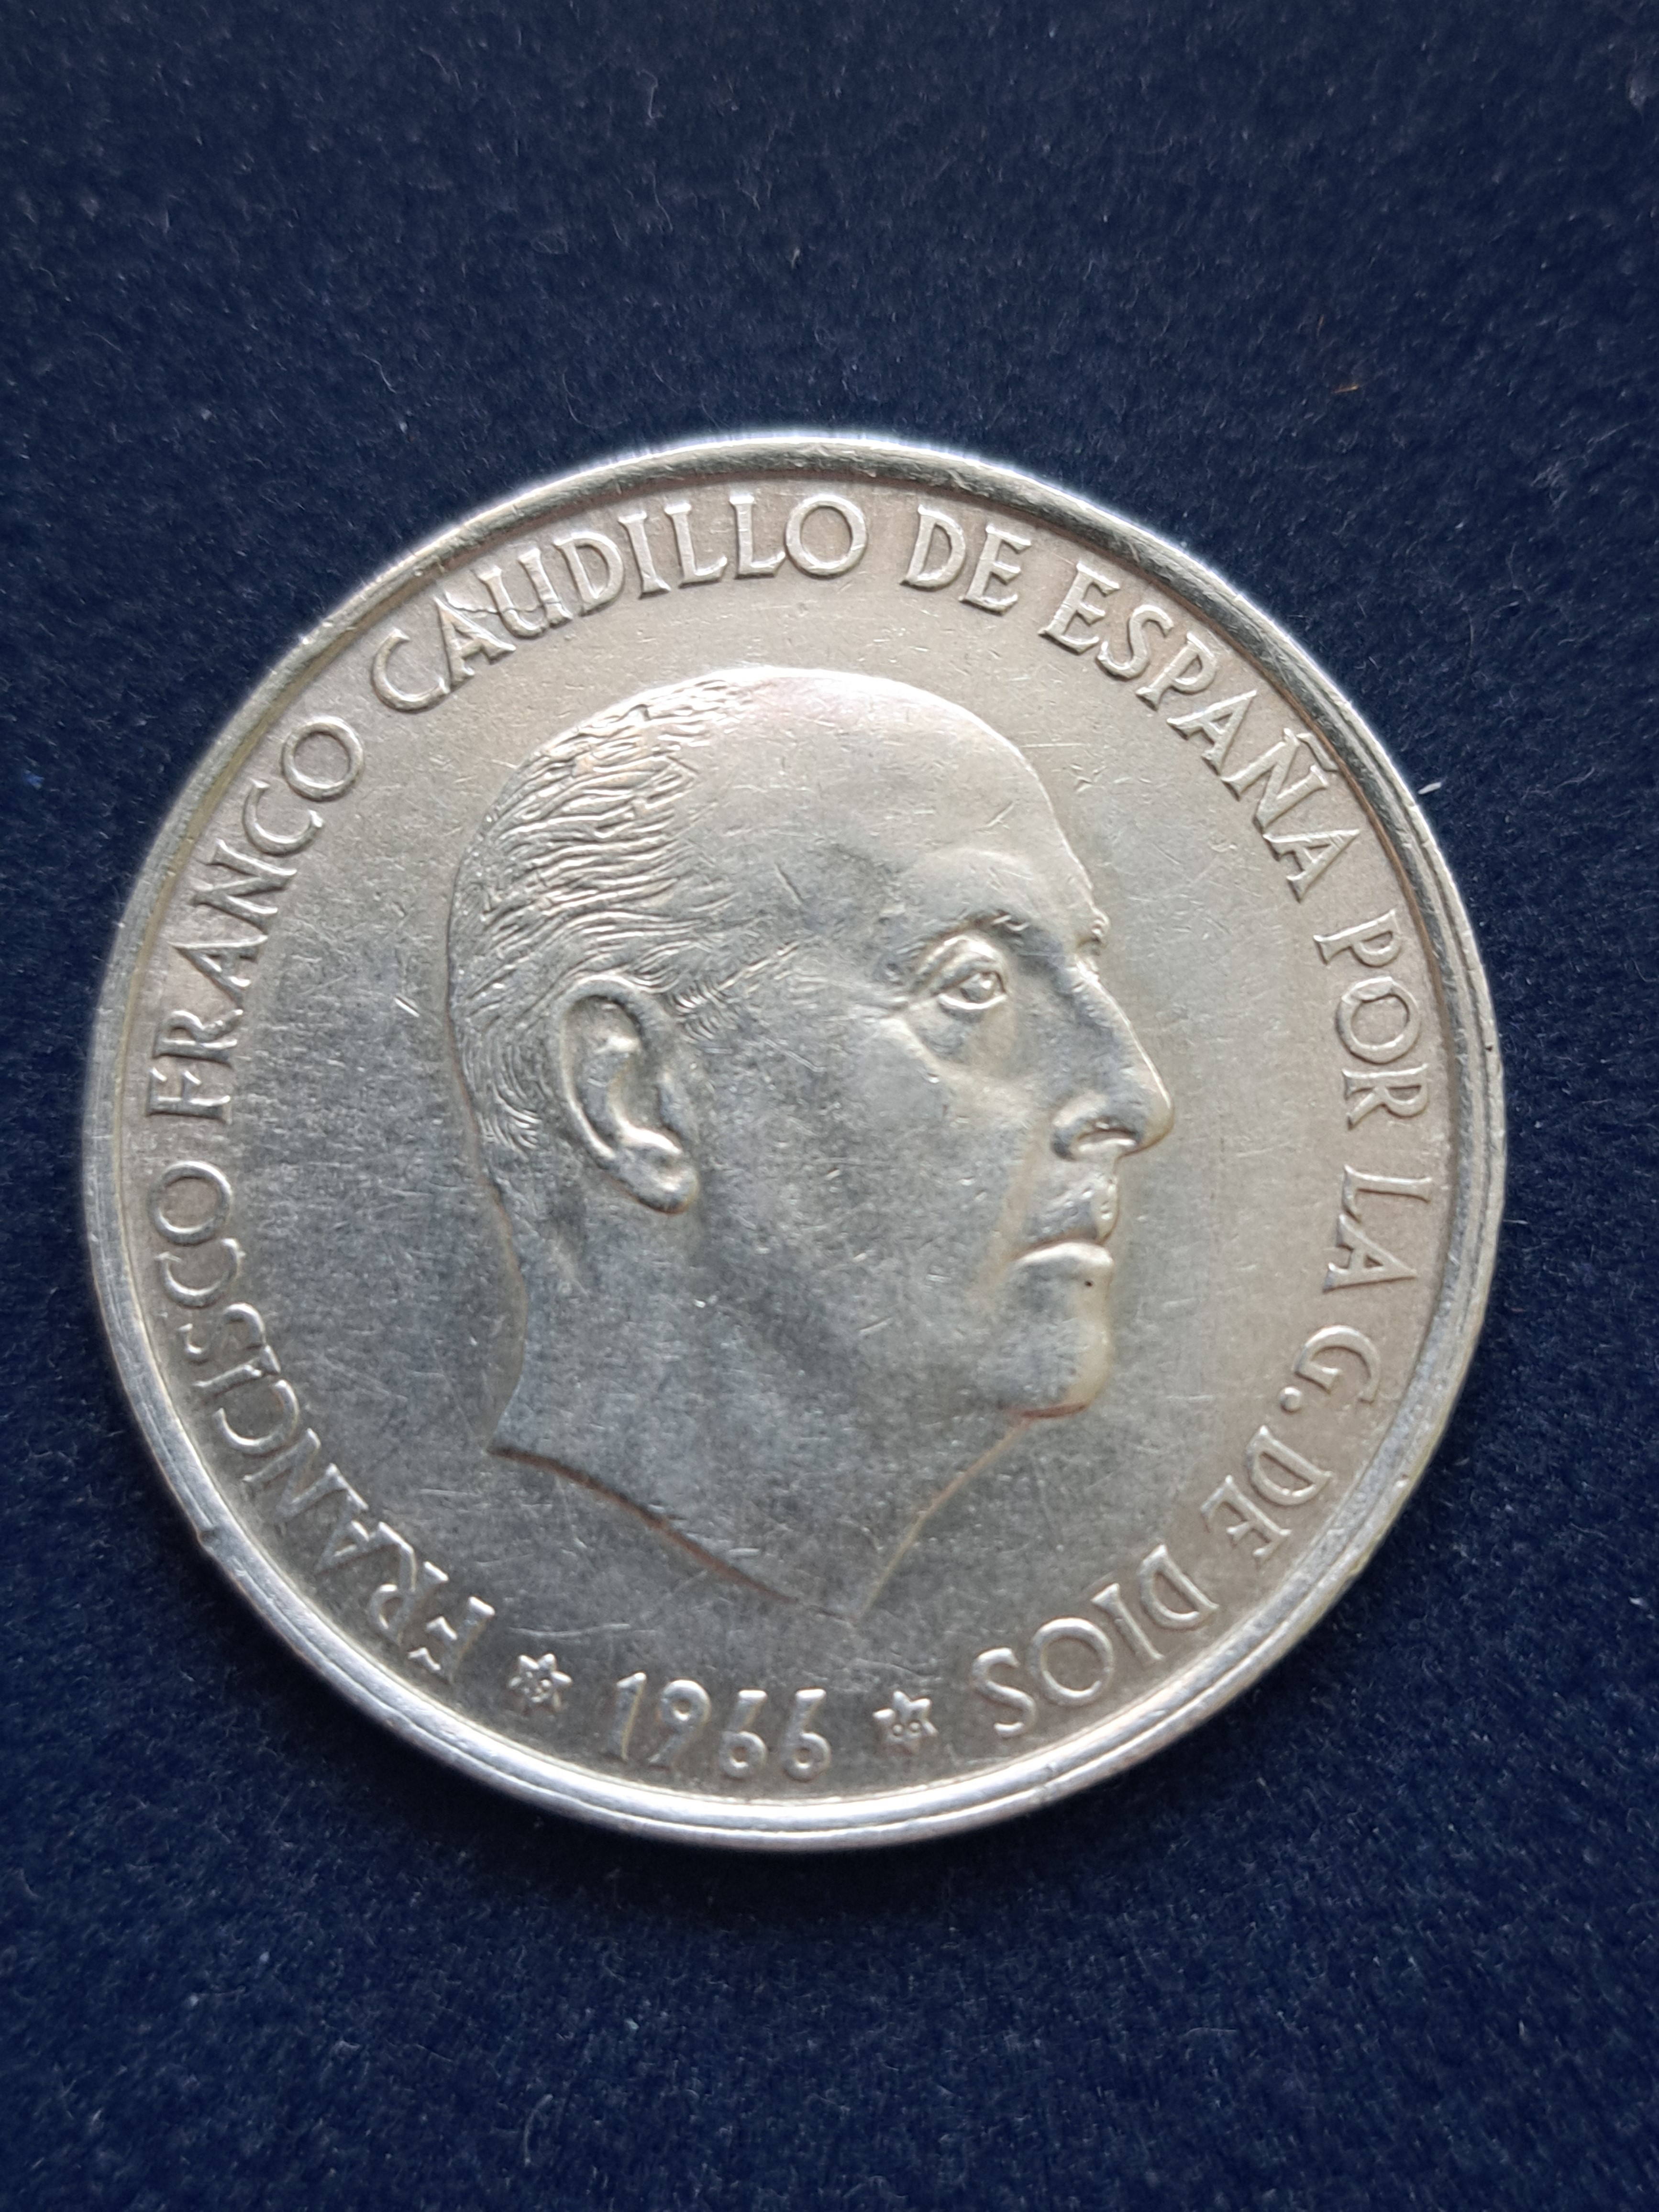 FRANCISCO FRANCO CAUDILLO DE ESPAÑA POR LA G. DE DIOS
1966